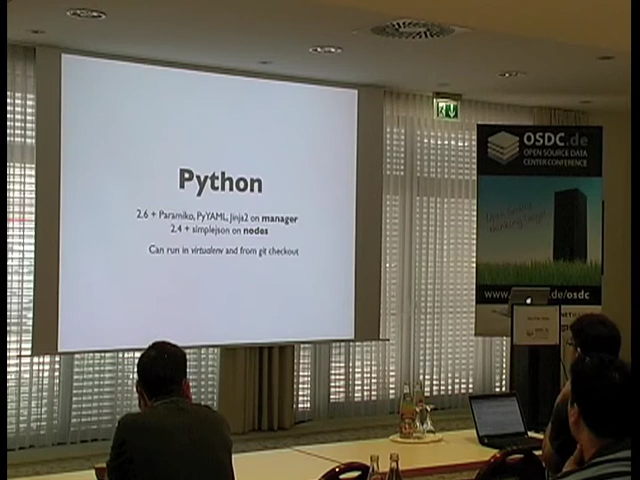 Python
2.6 + Paramiko, PyYAML, Jinja2 on manager
2.4 + simplejson on nodes
Can run in virtualenv and from git checkout
OSDC.de
OPEN SOURCE DATA
CENTER CONFERENCE
www.
.de/osdc